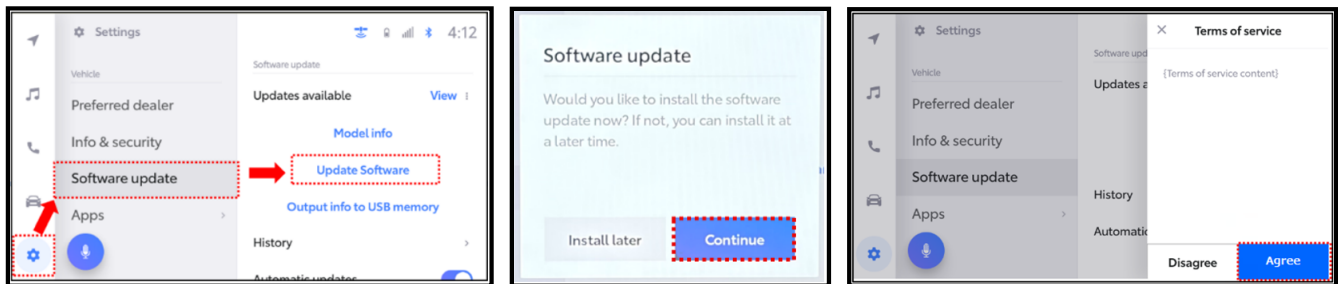 Settings
4:12
Vehicle
Preferred dealer
Info & security
Software update
Apps
Software update
Updates available View
Model info
Update Software
Output info to USB memory
History
Automatic updates
Software update
Would you like to install the software
update now? If not, you can install it at
a later time.
Install later Continue
Settings
Vehicle
Preferred dealer
Info & security
Software update
Apps
Software upd
Updates a
History
Automatic
Terms of service
{Terms of service content}
Disagree Agree